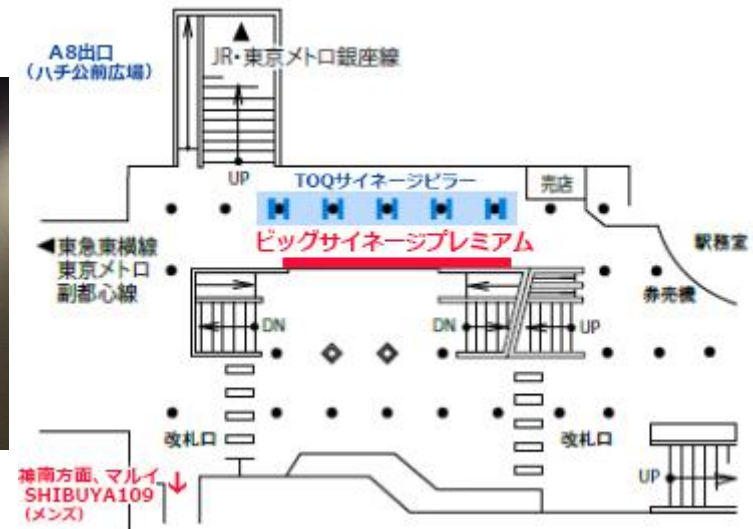 A8出口
（ハチ公前広場）
JR・東京メトロ銀座線
UP
TOQサイネージピラー
売店
ビッグサイネージプレミアム
東急東横線
東京メトロ
副都心線
駅務室
券売機
DN
DN
UP
改札口
改札口
UP
神南方面、マルイ
SHIBUYA109
(メンズ)